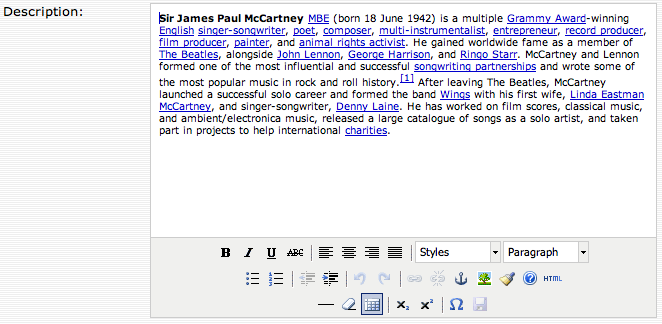 Description:
Sir James Paul McCartney MBE (born 18 June 1942) is a multiple Grammy Award-winning
English singer-songwriter, poet, composer, multi-instrumentalist, entrepreneur, record producer,
film producer, painter, and animal rights activist. He gained worldwide fame as a member of
The Beatles, alongside John Lennon, George Harrison, and Ringo Starr. McCartney and Lennon
formed one of the most influential and successful songwriting partnerships and wrote some of
the most popular music in rock and roll history.[1] After leaving The Beatles, McCartney
launched a successful solo career and formed the band Wings with his first wife, Linda Eastman
McCartney, and singer-songwriter, Denny Laine. He has worked on film scores, classical music,
and ambient/electronica music, released a large catalogue of songs as a solo artist, and taken
part in projects to help international charities.
B I U ABC Styles Paragraph
HTML
x₂ x² Ω